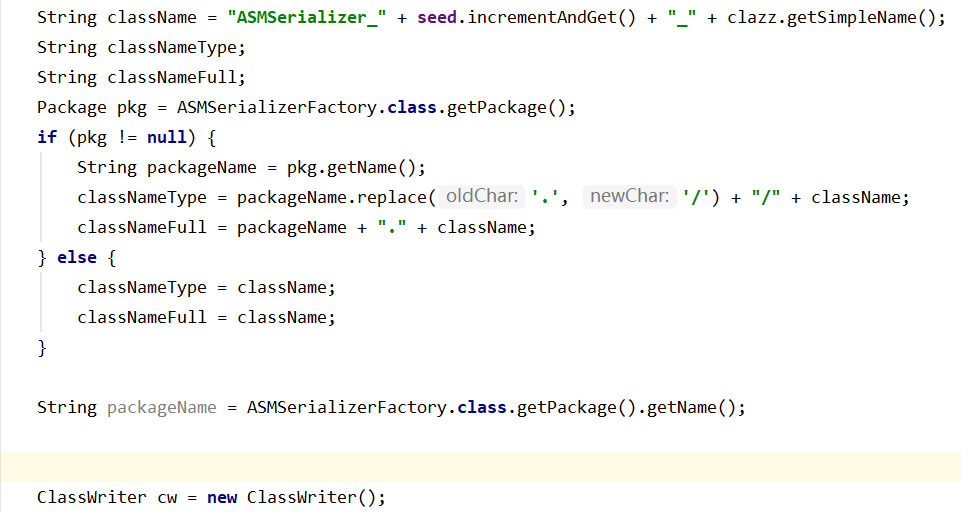 String className = "ASMSerializer_" + seed.incrementAndGet() + "_" + clazz.getSimpleName();
String classNameType;
String classNameFull;
Package pkg = ASMSerializerFactory.class.getPackage();
if (pkg != null) {
    String packageName = pkg.getName();
    classNameType = packageName.replace( oldChar: '.', newChar: '/') + "/" + className;
    classNameFull = packageName + "." + className;
} else {
    classNameType = className;
    classNameFull = className;
}
String packageName = ASMSerializerFactory.class.getPackage().getName();
ClassWriter cw = new ClassWriter();